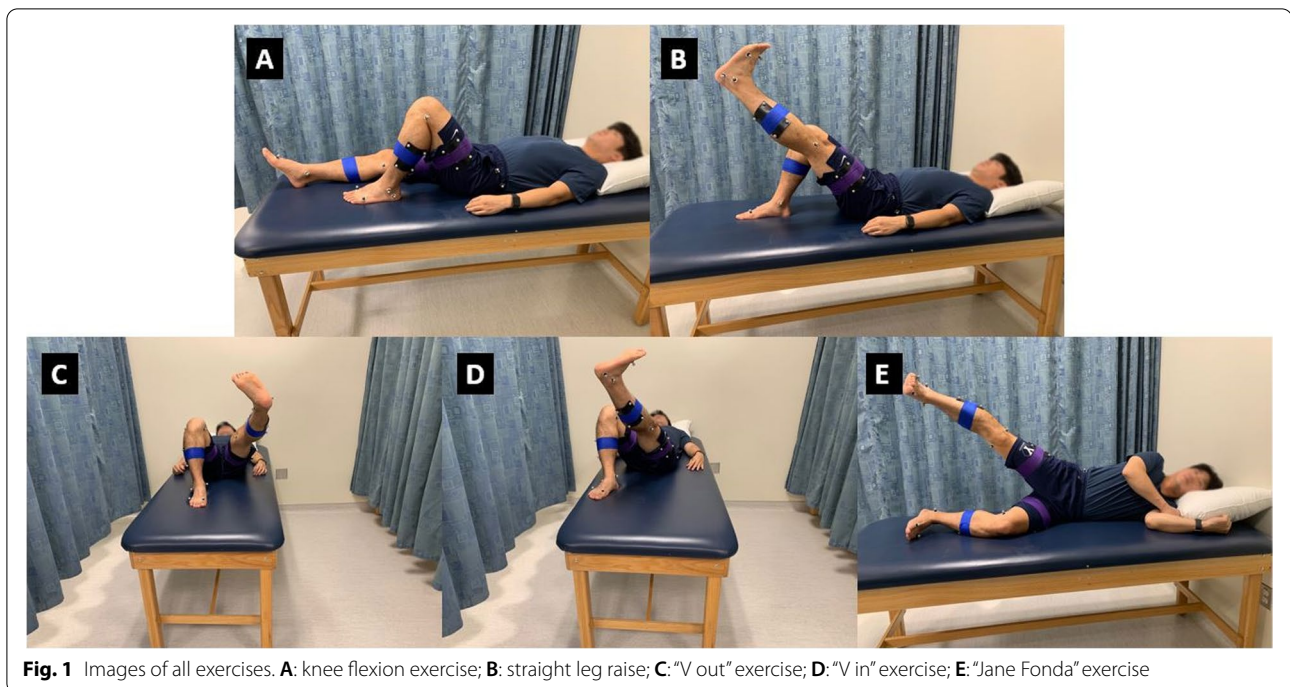 A
B
C
D
E
Fig. 1 Images of all exercises. A: knee flexion exercise; B: straight leg raise; C: “V out” exercise; D: “V in” exercise; E: “Jane Fonda” exercise